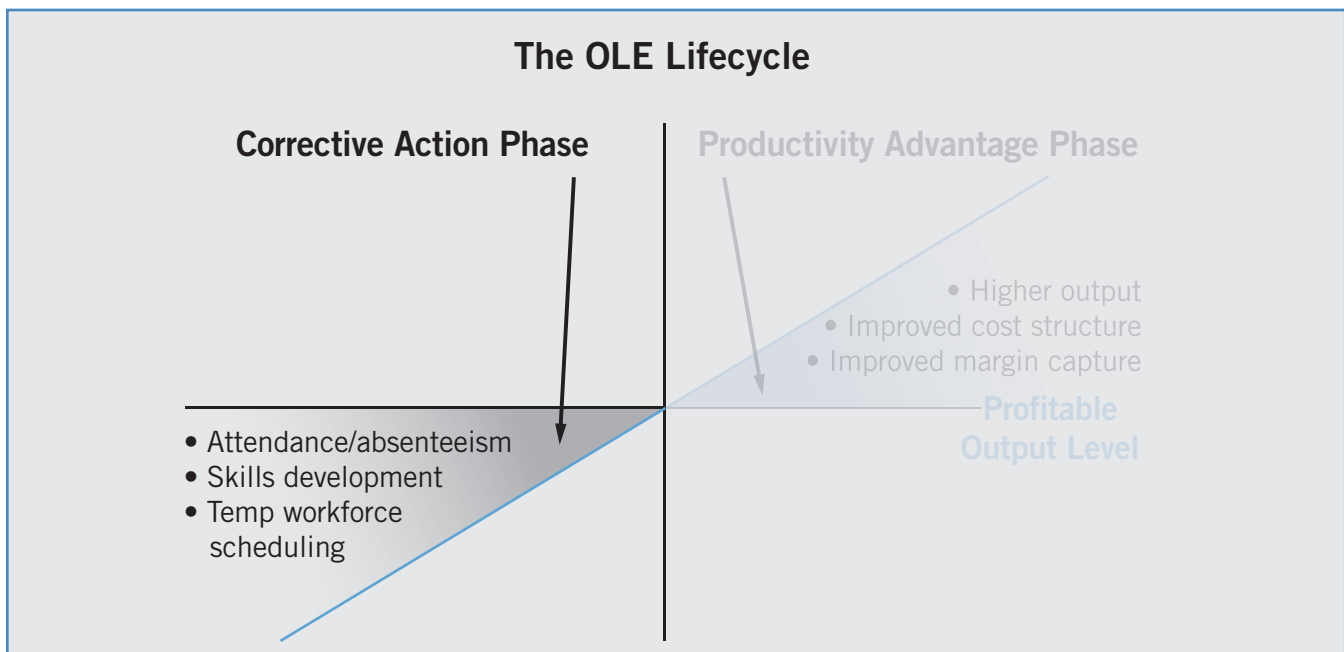 The OLE Lifecycle
Corrective Action Phase
Productivity Advantage Phase
• Higher output
• Improved cost structure
• Improved margin capture
Profitable
Output Level
• Attendance/absenteeism
• Skills development
• Temp workforce
scheduling